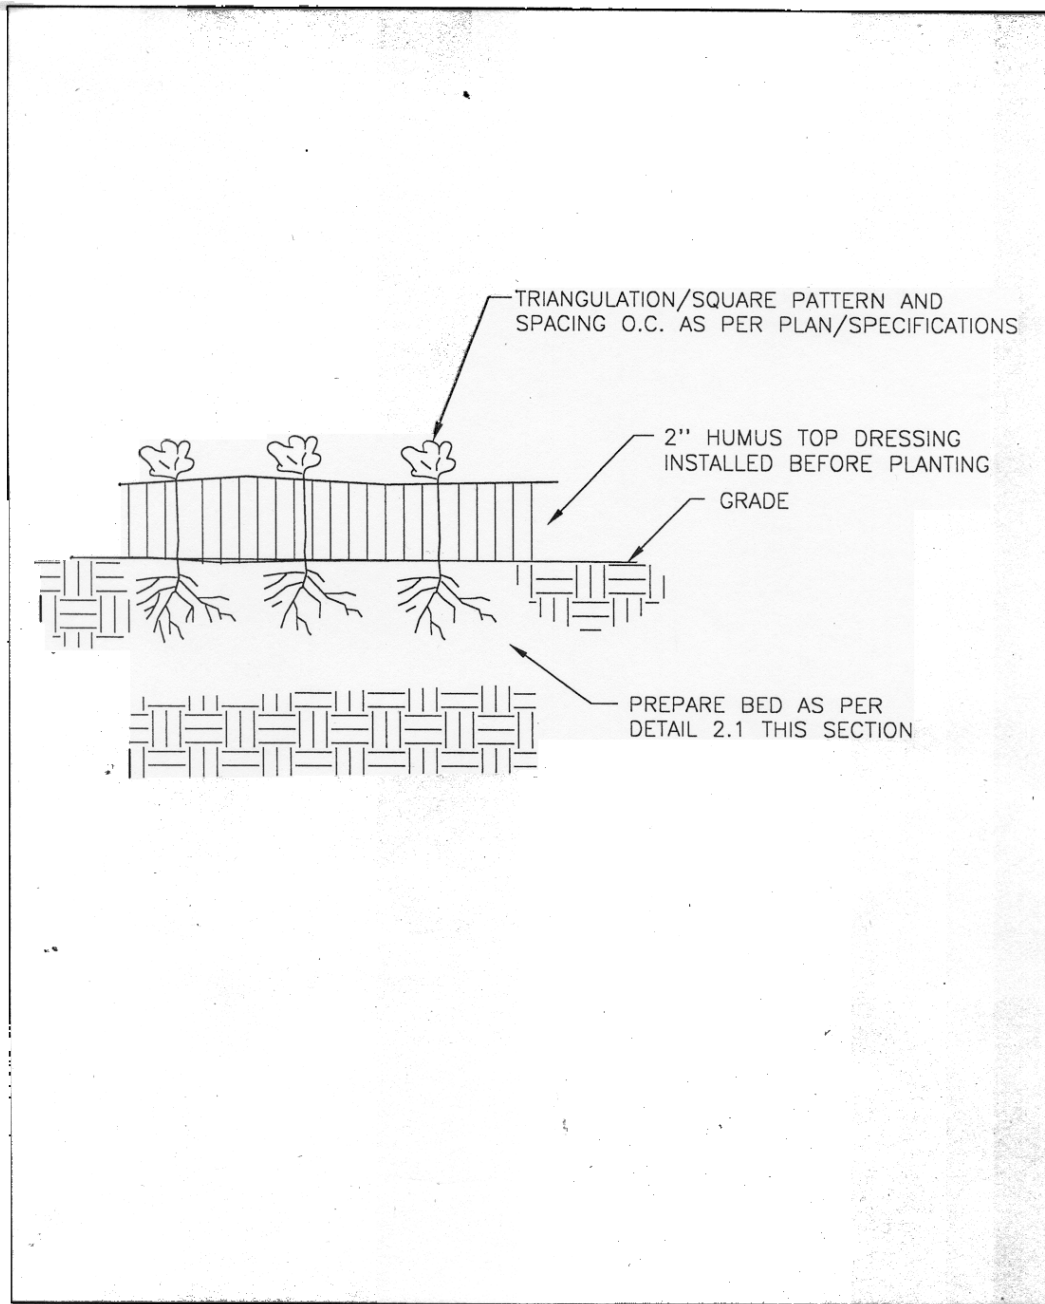 TRIANGULATION/SQUARE PATTERN AND
SPACING O.C. AS PER PLAN/SPECIFICATIONS
2" HUMUS TOP DRESSING
INSTALLED BEFORE PLANTING
GRADE
PREPARE BED AS PER
DETAIL 2.1 THIS SECTION